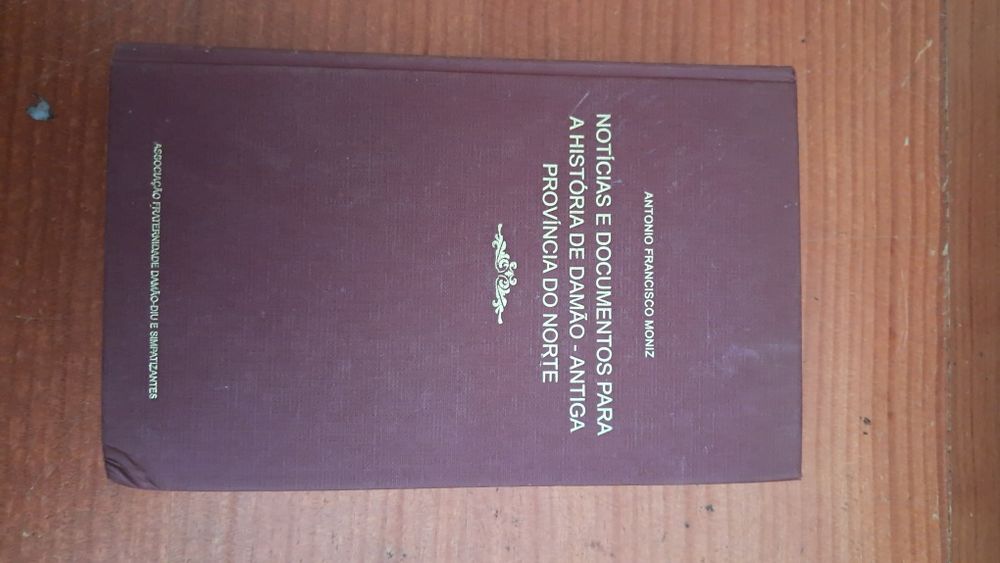 ANTONIO FRANCISCO MONIZ
NOTÍCIAS E DOCUMENTOS PARA
A HISTÓRIA DE DAMÃO - ANTIGA
PROVÍNCIA DO NORTE
ASSOCIAÇÃO FRATERNIDADE DAMÃO-DIU E SIMPATIZANTES